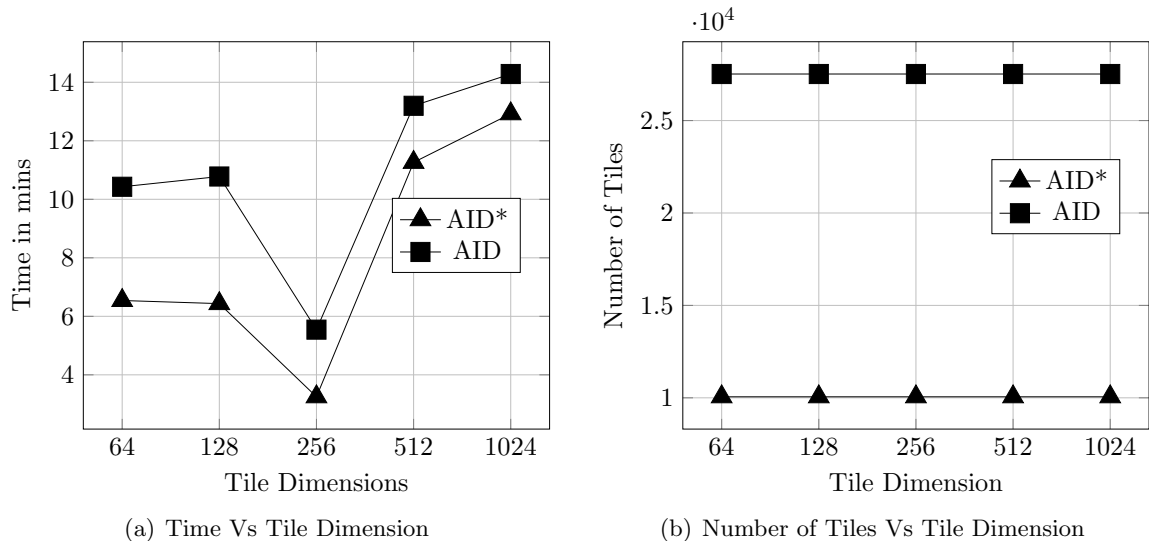 14
12
10
8
6
4
64 128 256 512 1024
Time in mins
Tile Dimensions
AID*
AID
(a) Time Vs Tile Dimension
·10^4
2.5
2
1.5
1
64 128 256 512 1024
Number of Tiles
Tile Dimension
AID*
AID
(b) Number of Tiles Vs Tile Dimension